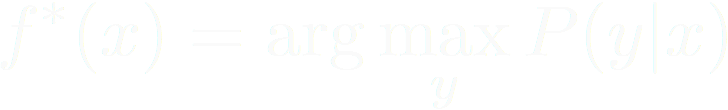 f*(x) = arg max P(y|x)
y